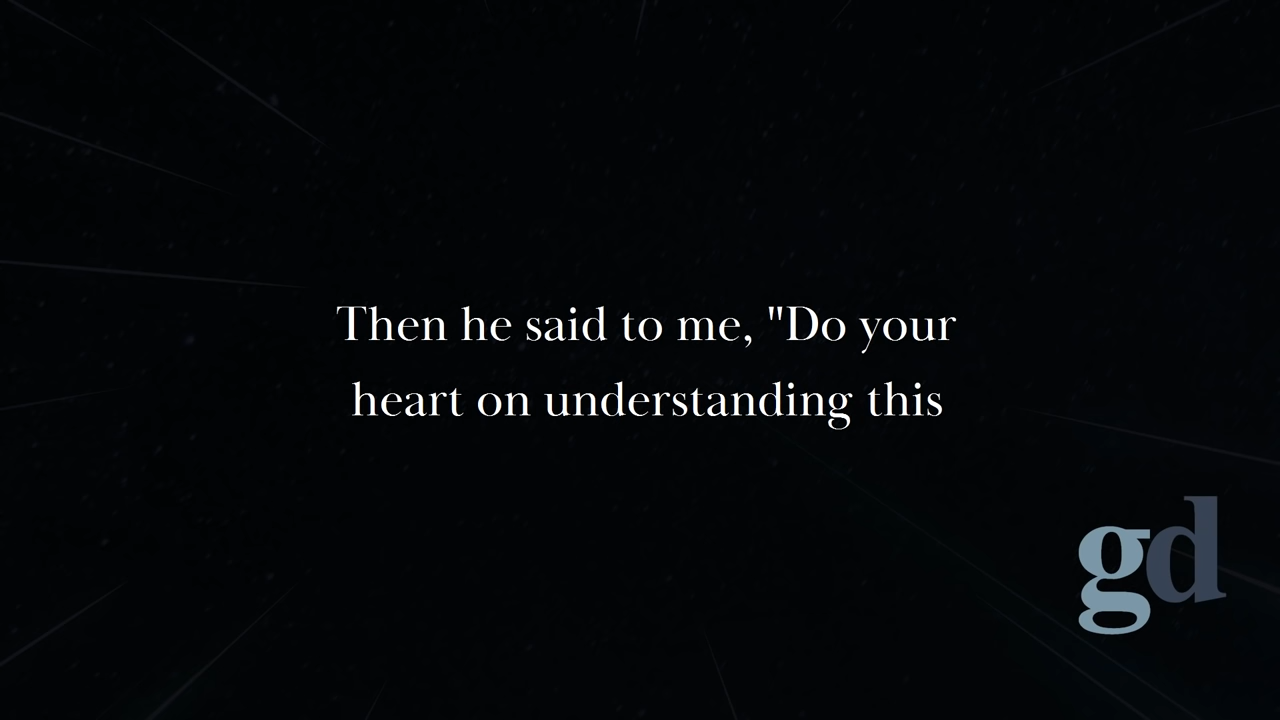 Then he said to me, "Do your
heart on understanding this
gd